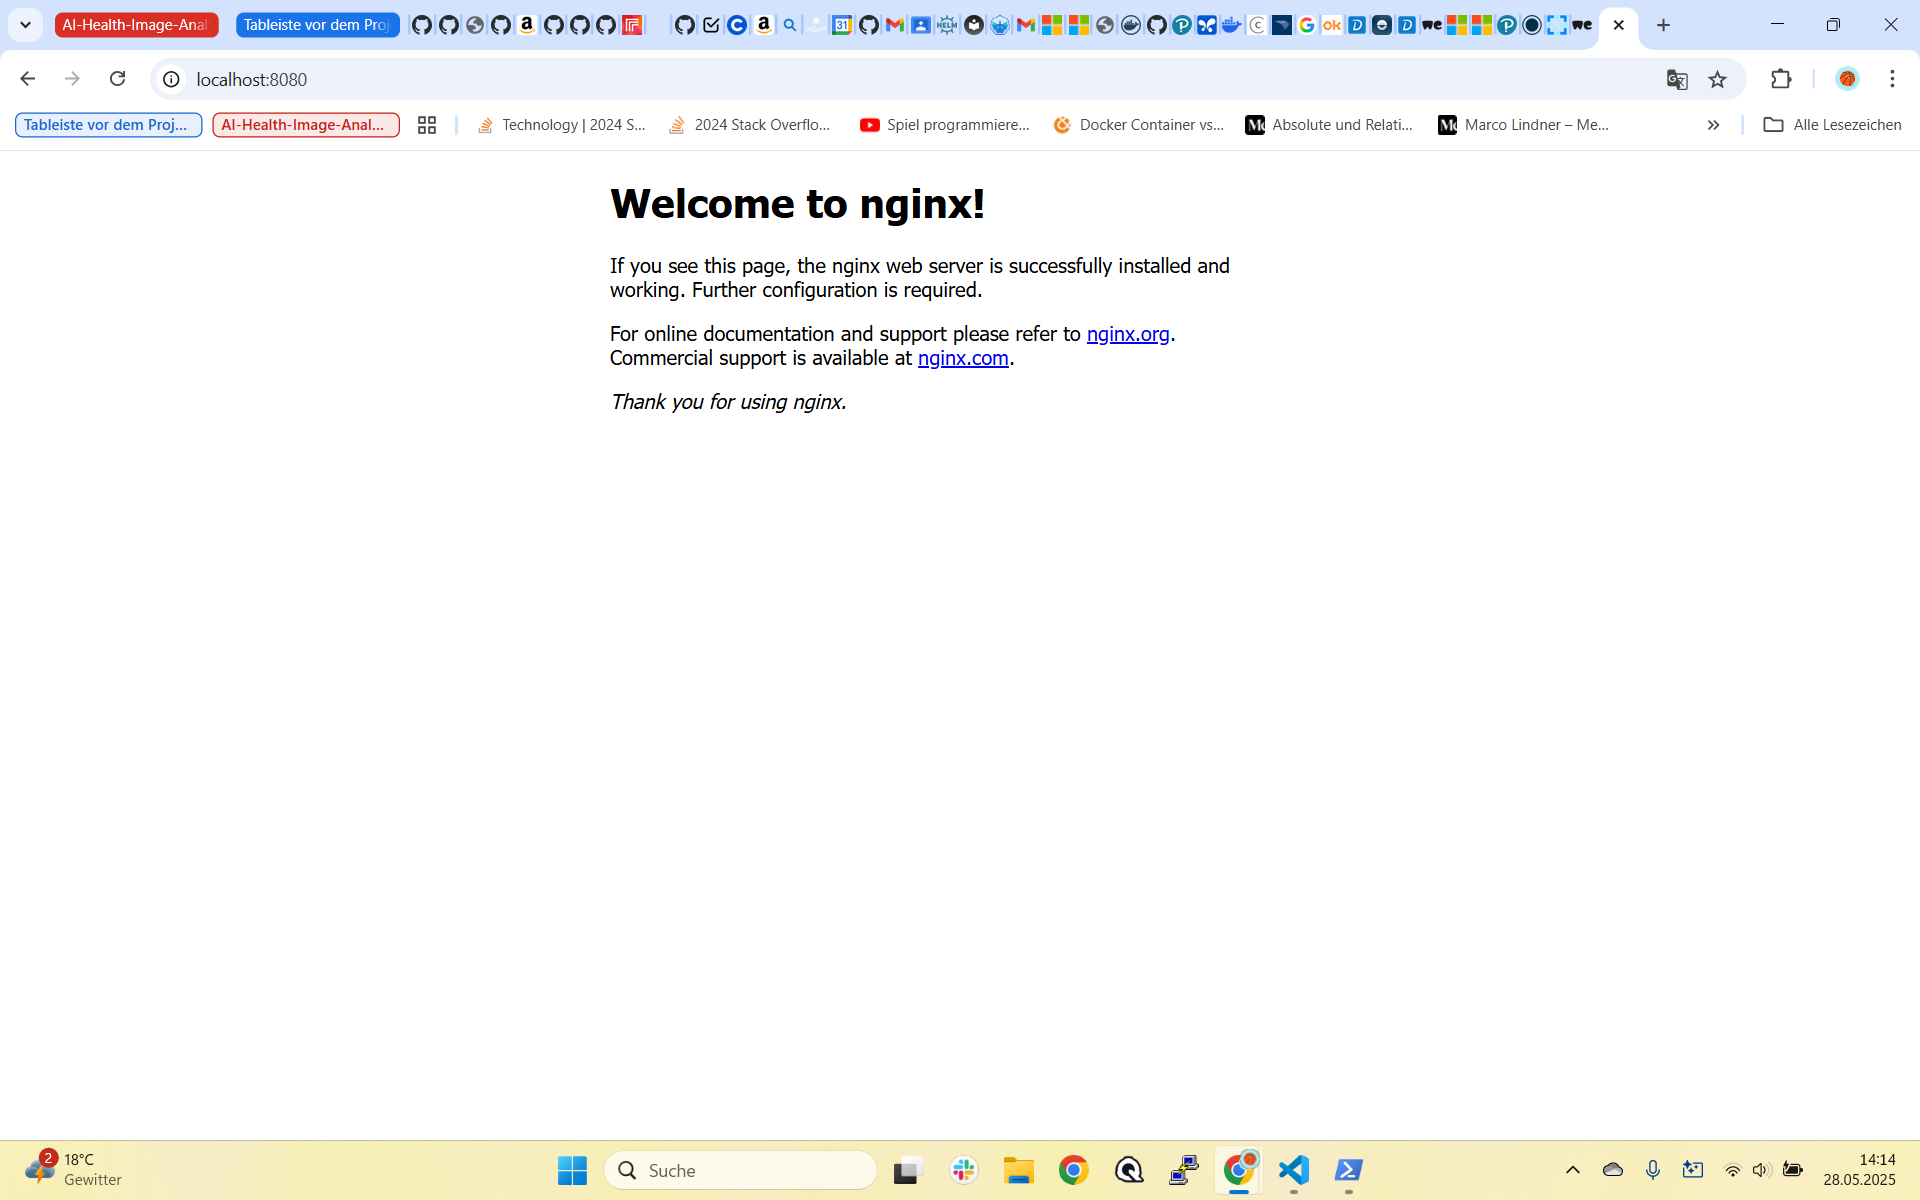 AI-Health-Image-Anal
Tableiste vor dem Proj
localhost:8080
Tableiste vor dem Proj...
AI-Health-Image-Anal...
Technology | 2024 S...
2024 Stack Overflo...
Spiel programmiere...
Docker Container vs...
Absolute und Relati...
Marco Lindner – Me...
Alle Lesezeichen
Welcome to nginx!
If you see this page, the nginx web server is successfully installed and
working. Further configuration is required.
For online documentation and support please refer to nginx.org.
Commercial support is available at nginx.com.
Thank you for using nginx.
2
18°C
Gewitter
Suche
14:14
28.05.2025